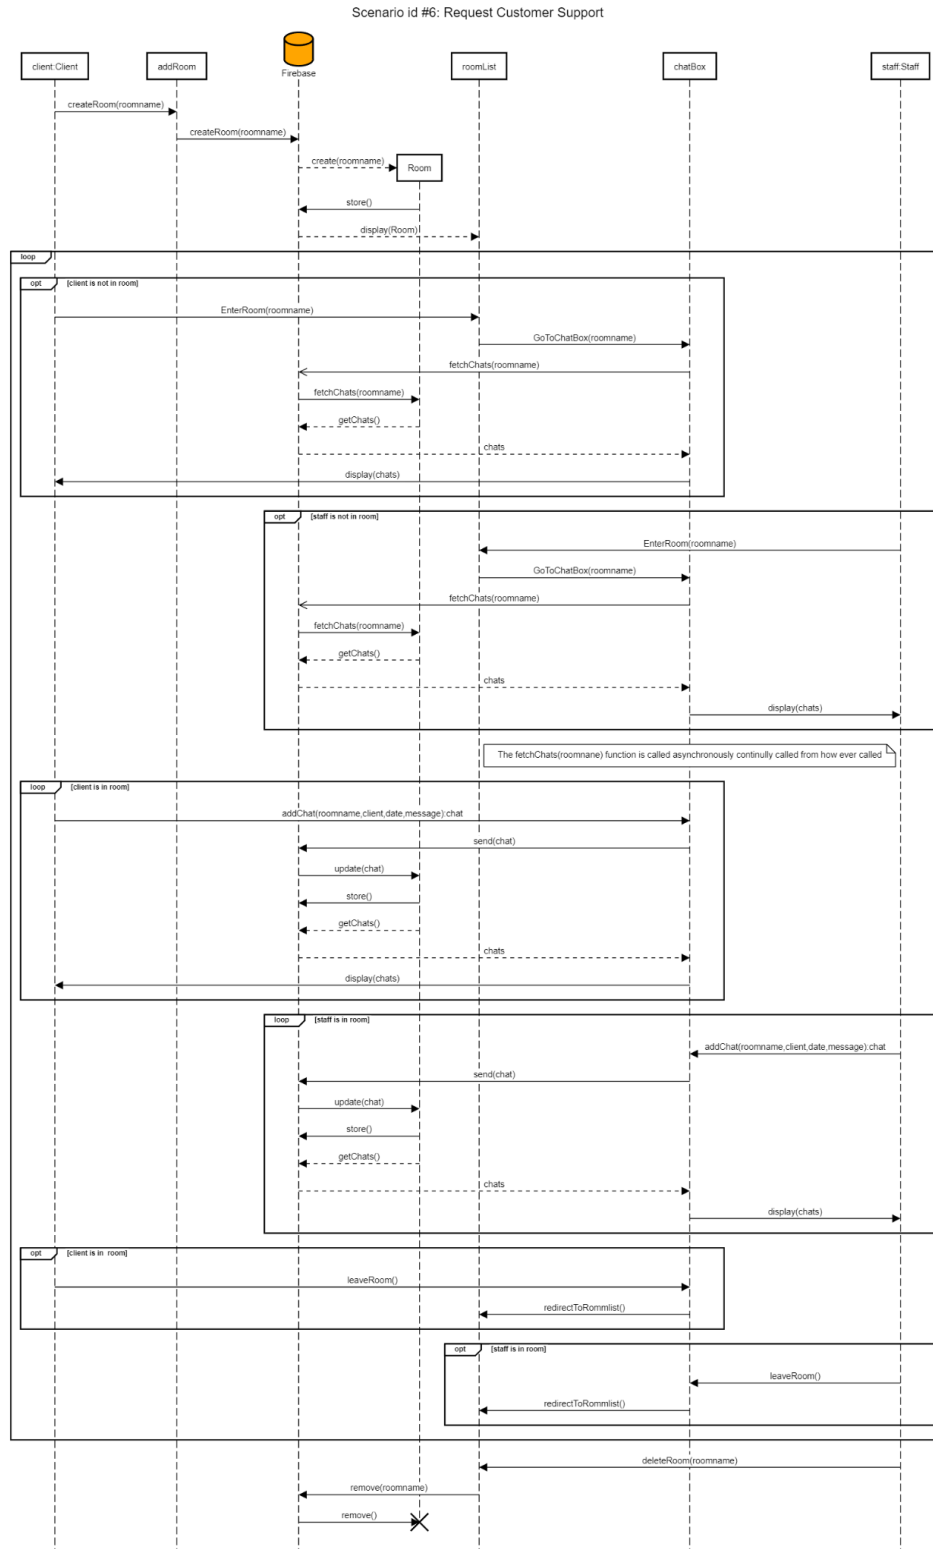 Scenario id #6: Request Customer Support
client:Client
addRoom
Firebase
roomList
chatBox
staff:Staff
createRoom(roomname)
createRoom(roomname)
create(roomname)
Room
store()
display(Room)
loop
opt [client is not in room]
EnterRoom(roomname)
GoToChatBox(roomname)
fetchChats(roomname)
fetchChats(roomname)
getChats()
chats
display(chats)
opt [staff is not in room]
EnterRoom(roomname)
GoToChatBox(roomname)
fetchChats(roomname)
fetchChats(roomname)
getChats()
chats
display(chats)
The fetchChats(roomnane) function is called asynchronously continully called from how ever called
loop [client is in room]
addChat(roomname,client,date,message):chat
send(chat)
update(chat)
store()
getChats()
chats
display(chats)
loop [staff is in room]
addChat(roomname,client,date,message):chat
send(chat)
update(chat)
store()
getChats()
chats
display(chats)
opt [client is in room]
leaveRoom()
redirectToRommlist()
opt [staff is in room]
leaveRoom()
redirectToRommlist()
deleteRoom(roomname)
remove(roomname)
remove()